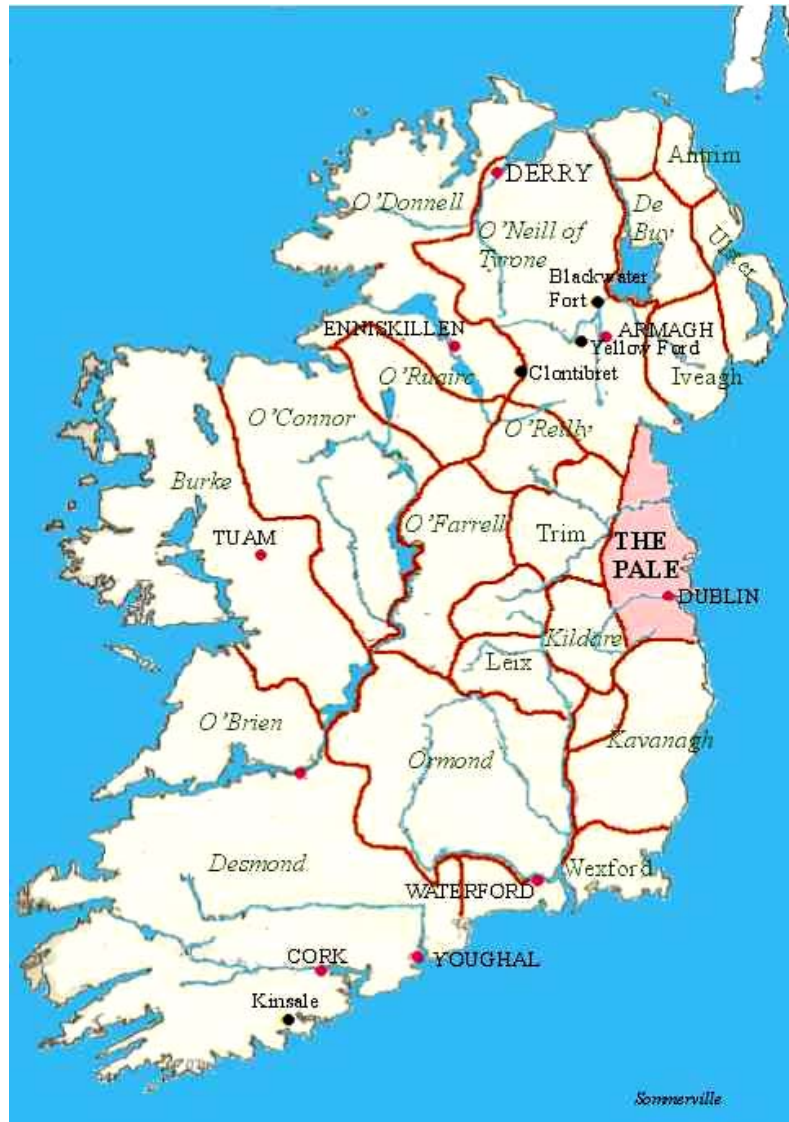 Antrim
DERRY
De
Buy
O'Donnell
O'Neill of
Tyrone
Ulster
Blackwater
Fort
ENNISKILLEN
ARMAGH
Yellow Ford
Clontibret
Iveagh
O'Ruairc
O'Connor
O'Reilly
Burke
O'Farrell
TUAM
Trim
THE
PALE
DUBLIN
Kildare
Leix
O'Brien
Kavanagh
Ormond
Desmond
Wexford
WATERFORD
CORK
YOUGHAL
Kinsale
Sommerville